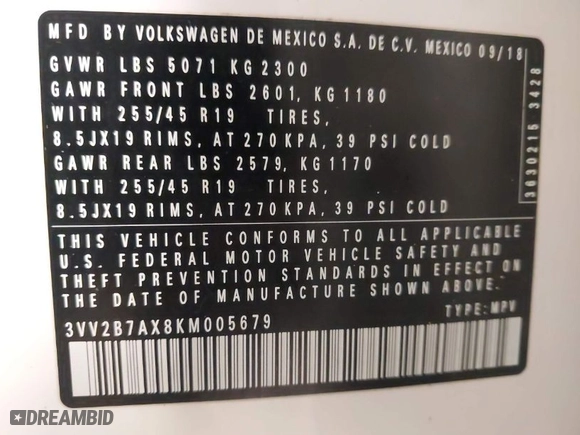 MFD BY VOLKSWAGEN DE MEXICO S.A. DE C.V. MEXICO 09/18
GVWR LBS 5071 KG 2300
GAWR FRONT LBS 2601, KG 1180
WITH 255/45 R19 TIRES,
8.5JX19 RIMS, AT 270 KPA, 39 PSI COLD
GAWR REAR LBS 2579, KG 1170
WITH 255/45 R19 TIRES,
8.5JX19 RIMS, AT 270 KPA, 39 PSI COLD
3630215 3428
THIS VEHICLE CONFORMS TO ALL APPLICABLE
U.S. FEDERAL MOTOR VEHICLE SAFETY AND
THEFT PREVENTION STANDARDS IN EFFECT ON
THE DATE OF MANUFACTURE SHOWN ABOVE.
3VV2B7AX8KM005679 TYPE: MPV
DREAMBID